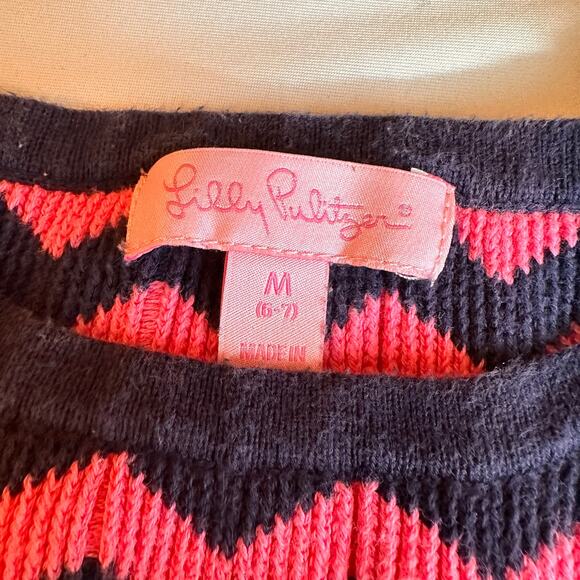 Lilly Pulitzer®
M
(6-7)
MADE IN